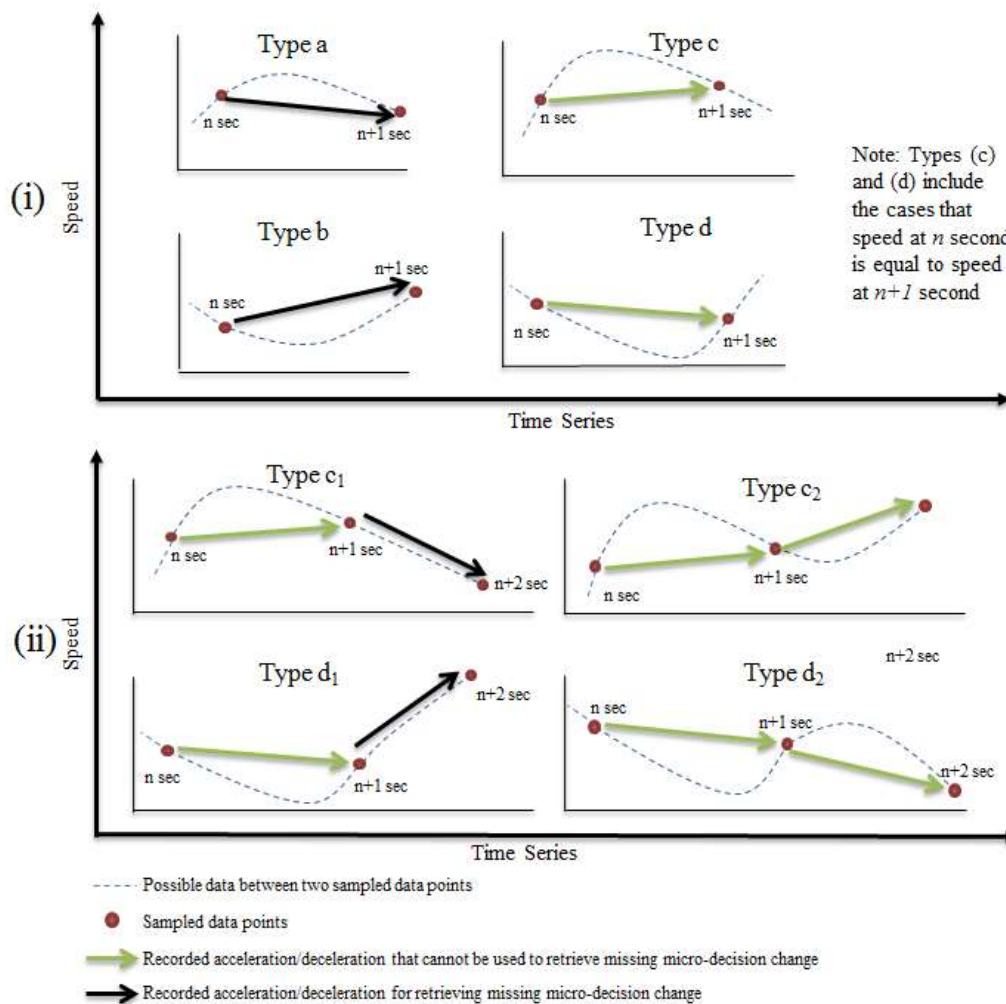 (i)
Speed
Type a
n sec
n+1 sec
Type c
n sec
n+1 sec
Type b
n sec
n+1 sec
Type d
n sec
n+1 sec
Note: Types (c)
and (d) include
the cases that
speed at n second
is equal to speed
at n+1 second
Time Series
(ii)
Speed
Type c₁
n sec
n+1 sec
n+2 sec
Type c₂
n sec
n+1 sec
n+2 sec
Type d₁
n sec
n+1 sec
n+2 sec
Type d₂
n sec
n+1 sec
n+2 sec
Time Series
Possible data between two sampled data points
Sampled data points
Recorded acceleration/deceleration that cannot be used to retrieve missing micro-decision change
Recorded acceleration/deceleration for retrieving missing micro-decision change